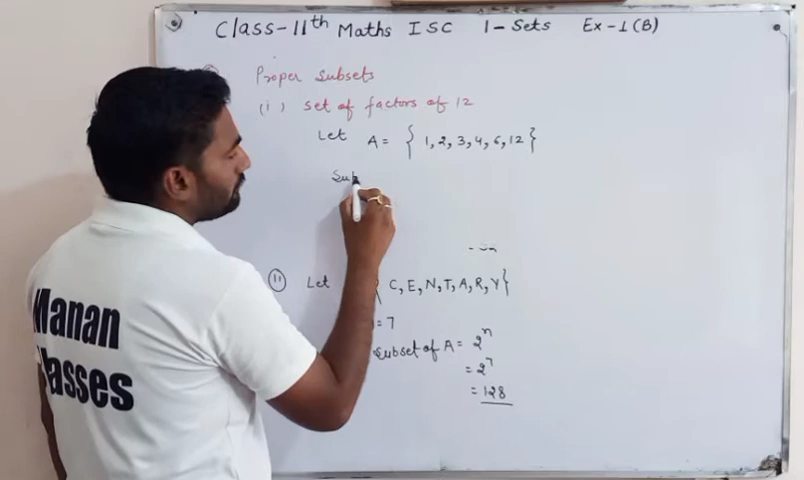 Class-11th Maths ISC 1-Sets Ex-1(B)
Proper Subsets
(i) Set of factors of 12
Let A = { 1, 2, 3, 4, 6, 12 }
Sub
(ii) Let { C, E, N, T, A, R, Y }
= 7
Subset of A = 2^n
= 2^7
= 128
Manan